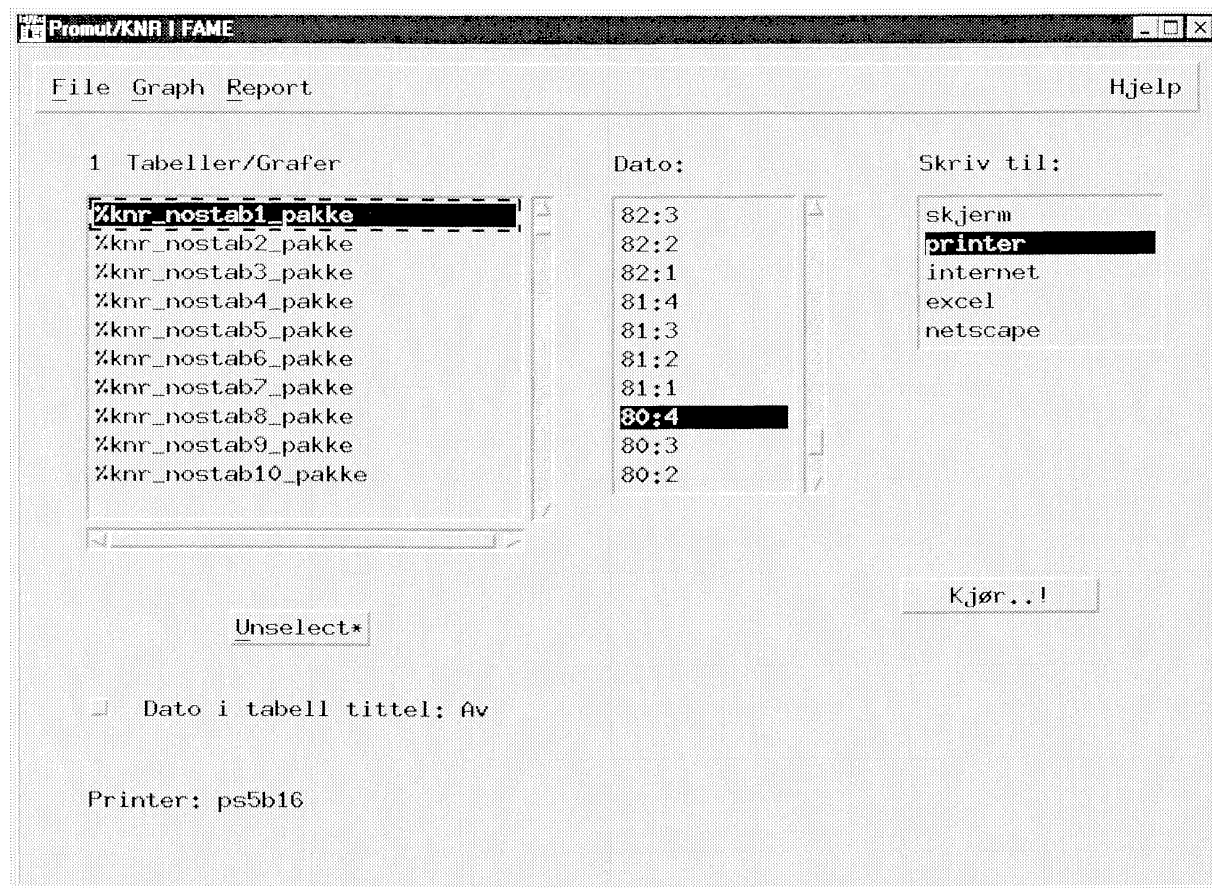 Promut/KNR I FAME
File Graph Report Hjelp
1 Tabeller/Grafer
%knr_nostab1_pakke
%knr_nostab2_pakke
%knr_nostab3_pakke
%knr_nostab4_pakke
%knr_nostab5_pakke
%knr_nostab6_pakke
%knr_nostab7_pakke
%knr_nostab8_pakke
%knr_nostab9_pakke
%knr_nostab10_pakke
Dato:
82:3
82:2
82:1
81:4
81:3
81:2
81:1
80:4
80:3
80:2
Skriv til:
skjerm
printer
internet
excel
netscape
Kjør..!
Unselect*
Dato i tabell tittel: Av
Printer: ps5b16